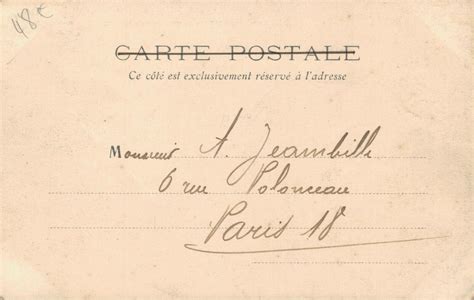 48€
CARTE POSTALE
Ce côté est exclusivement réservé à l'adresse
Monsieur A. Jeambille
6 rue Polonceau
Paris 18